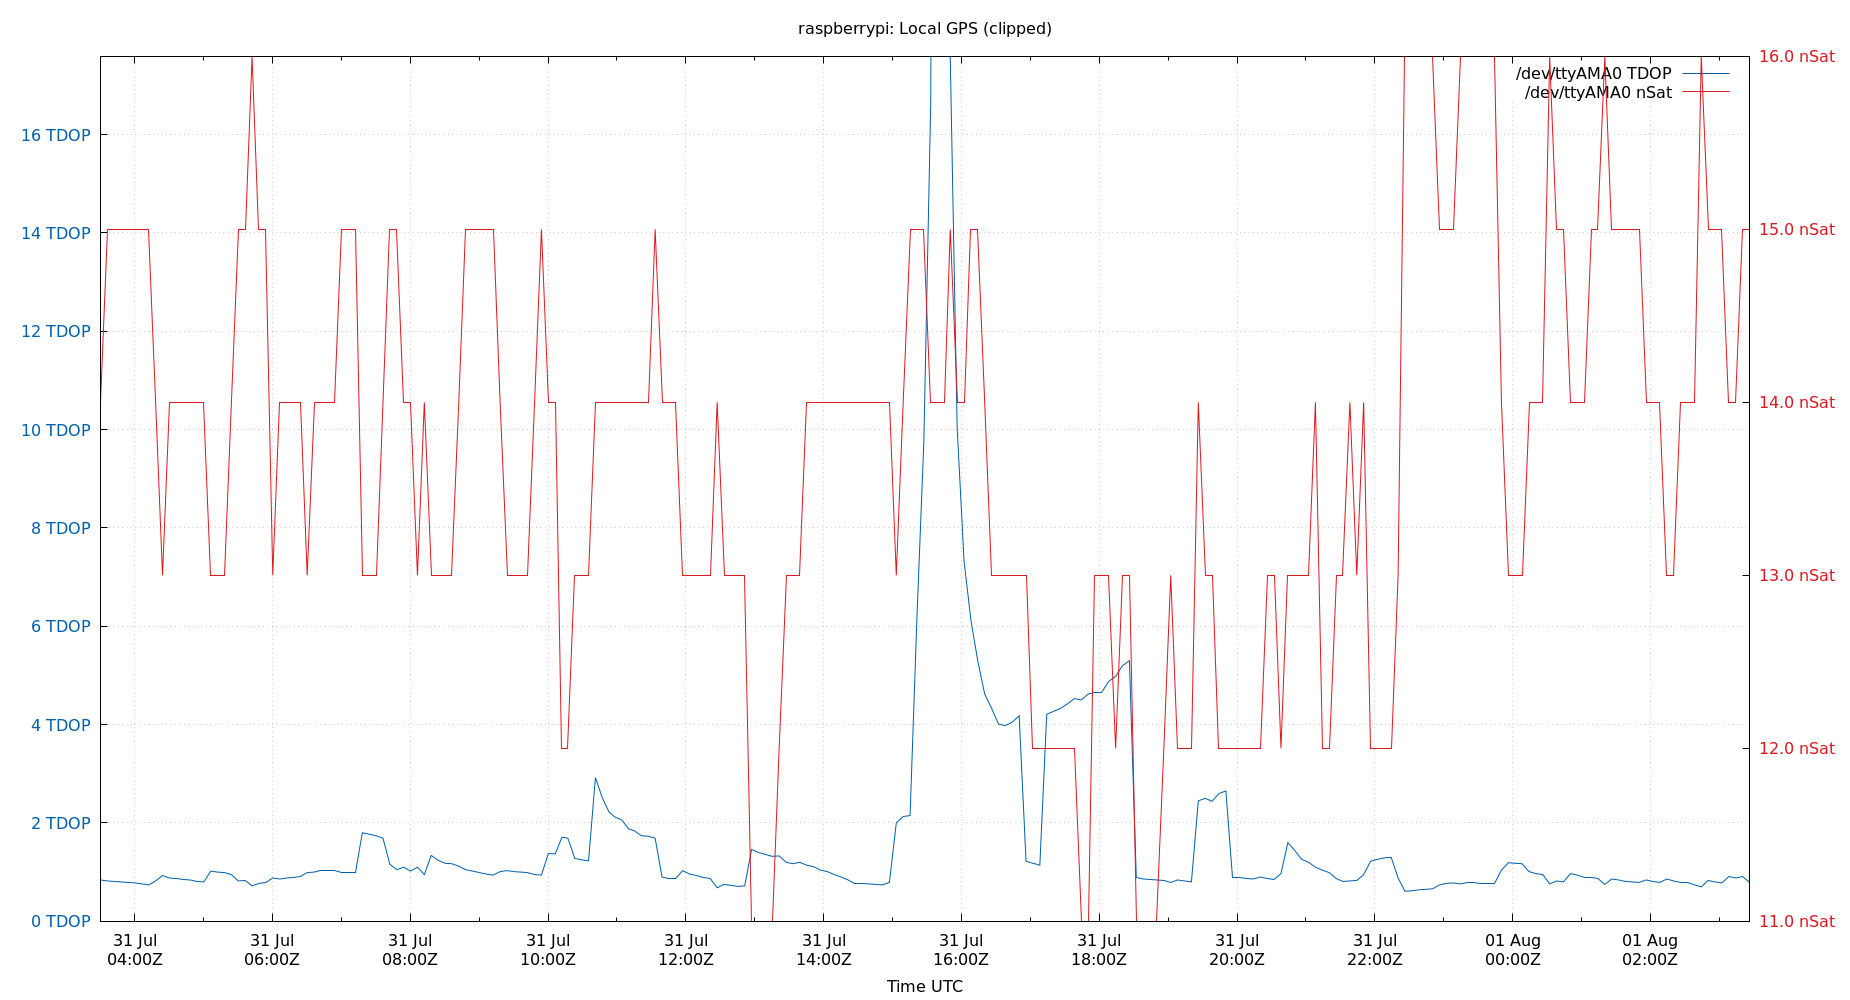 raspberrypi: Local GPS (clipped)
16.0 nSat
/dev/ttyAMA0 TDOP
/dev/ttyAMA0 nSat
16 TDOP
14 TDOP
15.0 nSat
12 TDOP
14.0 nSat
10 TDOP
8 TDOP
13.0 nSat
6 TDOP
4 TDOP
12.0 nSat
2 TDOP
0 TDOP
11.0 nSat
31 Jul 31 Jul 31 Jul 31 Jul 31 Jul 31 Jul 31 Jul 31 Jul 31 Jul 31 Jul 01 Aug 01 Aug
04:00Z 06:00Z 08:00Z 10:00Z 12:00Z 14:00Z 16:00Z 18:00Z 20:00Z 22:00Z 00:00Z 02:00Z
Time UTC